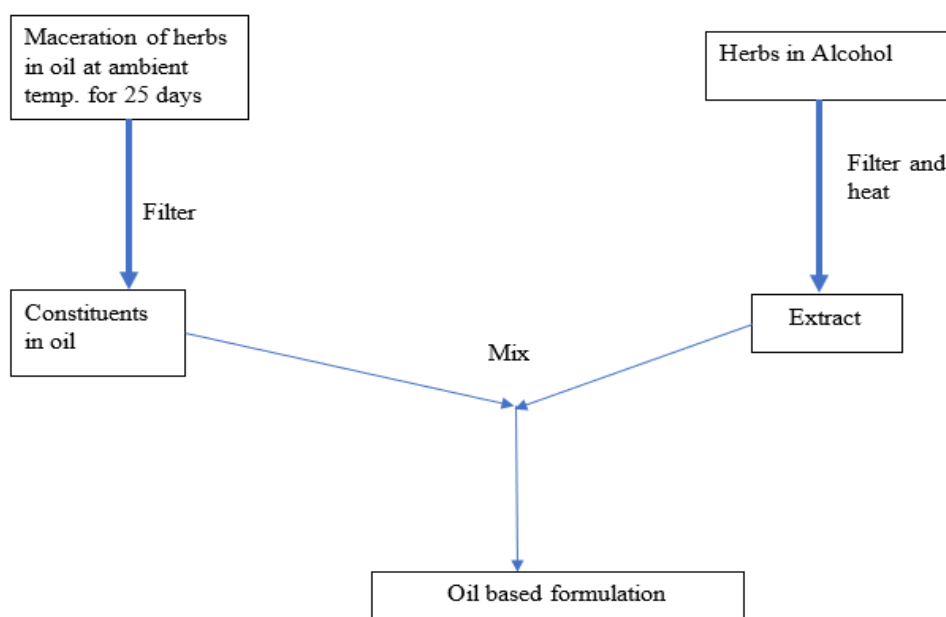 Maceration of herbs
in oil at ambient
temp. for 25 days
Herbs in Alcohol
Filter
Filter and
heat
Constituents
in oil
Extract
Mix
Oil based formulation